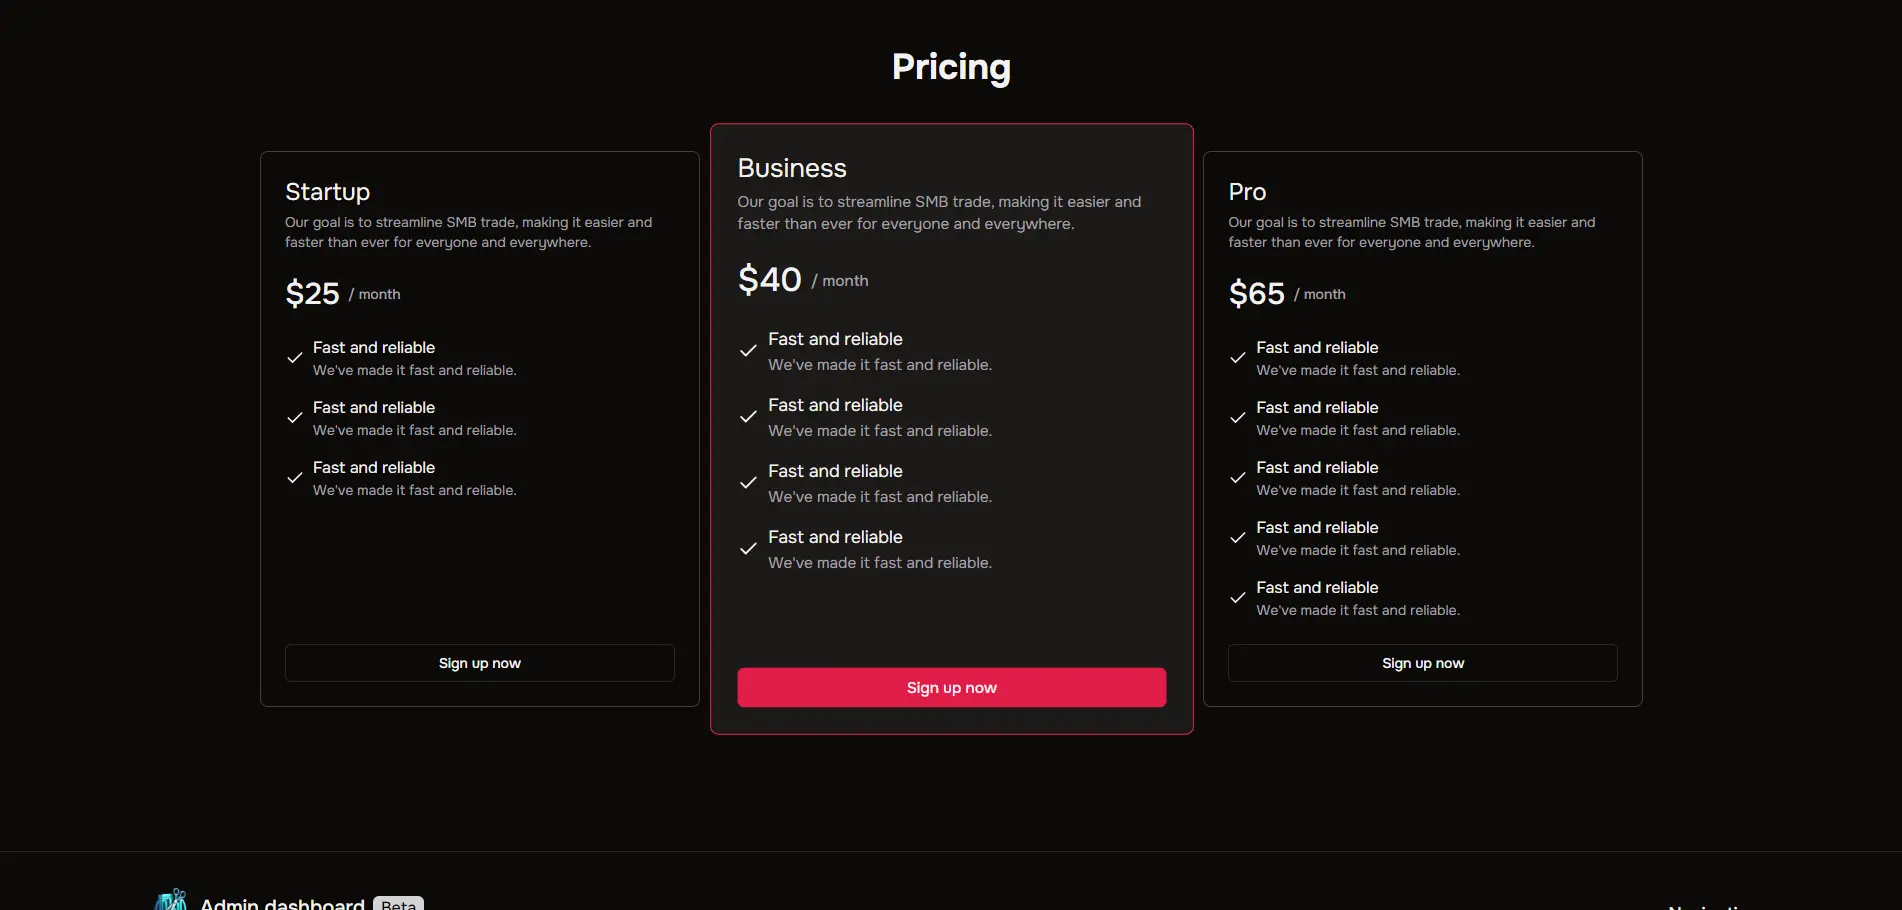 Pricing
Startup
Our goal is to streamline SMB trade, making it easier and
faster than ever for everyone and everywhere.
$25 / month
Fast and reliable
We've made it fast and reliable.
Fast and reliable
We've made it fast and reliable.
Fast and reliable
We've made it fast and reliable.
Sign up now
Business
Our goal is to streamline SMB trade, making it easier and
faster than ever for everyone and everywhere.
$40 / month
Fast and reliable
We've made it fast and reliable.
Fast and reliable
We've made it fast and reliable.
Fast and reliable
We've made it fast and reliable.
Fast and reliable
We've made it fast and reliable.
Sign up now
Pro
Our goal is to streamline SMB trade, making it easier and
faster than ever for everyone and everywhere.
$65 / month
Fast and reliable
We've made it fast and reliable.
Fast and reliable
We've made it fast and reliable.
Fast and reliable
We've made it fast and reliable.
Fast and reliable
We've made it fast and reliable.
Fast and reliable
We've made it fast and reliable.
Sign up now
Admin dashboard Beta